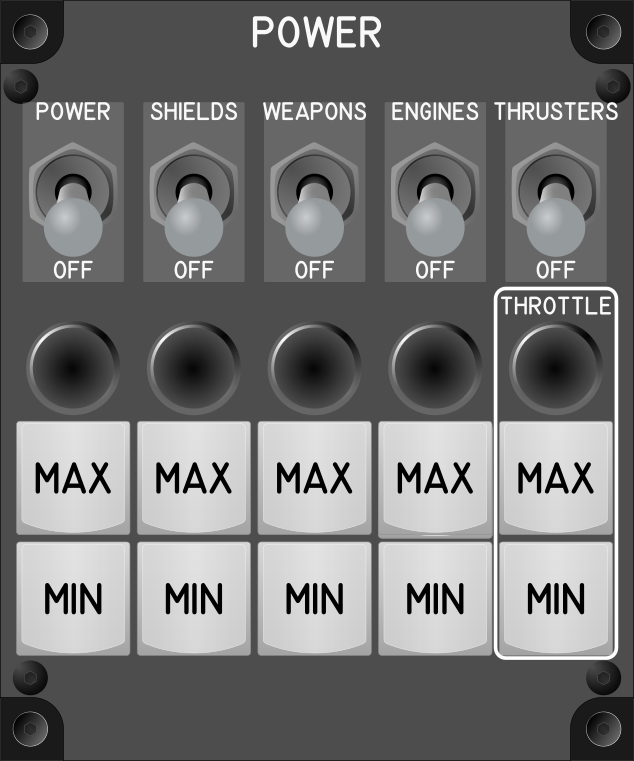 POWER
POWER SHIELDS WEAPONS ENGINES THRUSTERS
OFF OFF OFF OFF OFF
THROTTLE
MAX MAX MAX MAX MAX
MIN MIN MIN MIN MIN